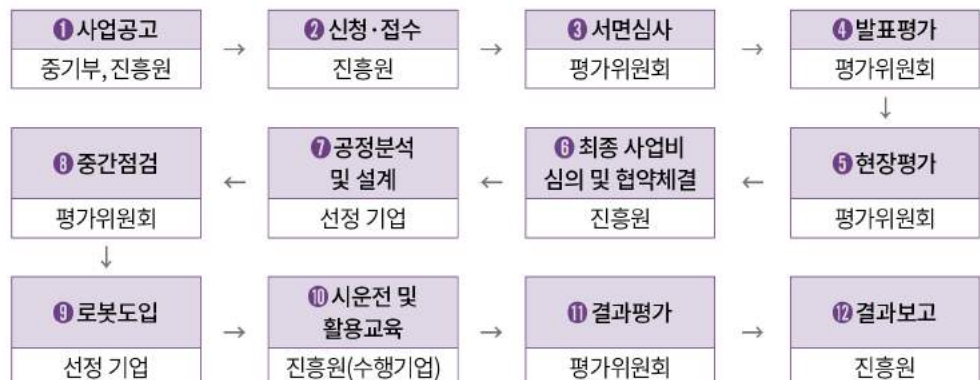 ❶ 사업공고
중기부, 진흥원
→
❷ 신청·접수
진흥원
→
❸ 서면심사
평가위원회
→
❹ 발표평가
평가위원회
↓
❺ 현장평가
평가위원회
←
❻ 최종 사업비
심의 및 협약체결
진흥원
←
❼ 공정분석
및 설계
선정 기업
←
❽ 중간점검
평가위원회
↓
❾ 로봇도입
선정 기업
→
❿ 시운전 및
활용교육
진흥원(수행기업)
→
⓫ 결과평가
평가위원회
→
⓬ 결과보고
진흥원